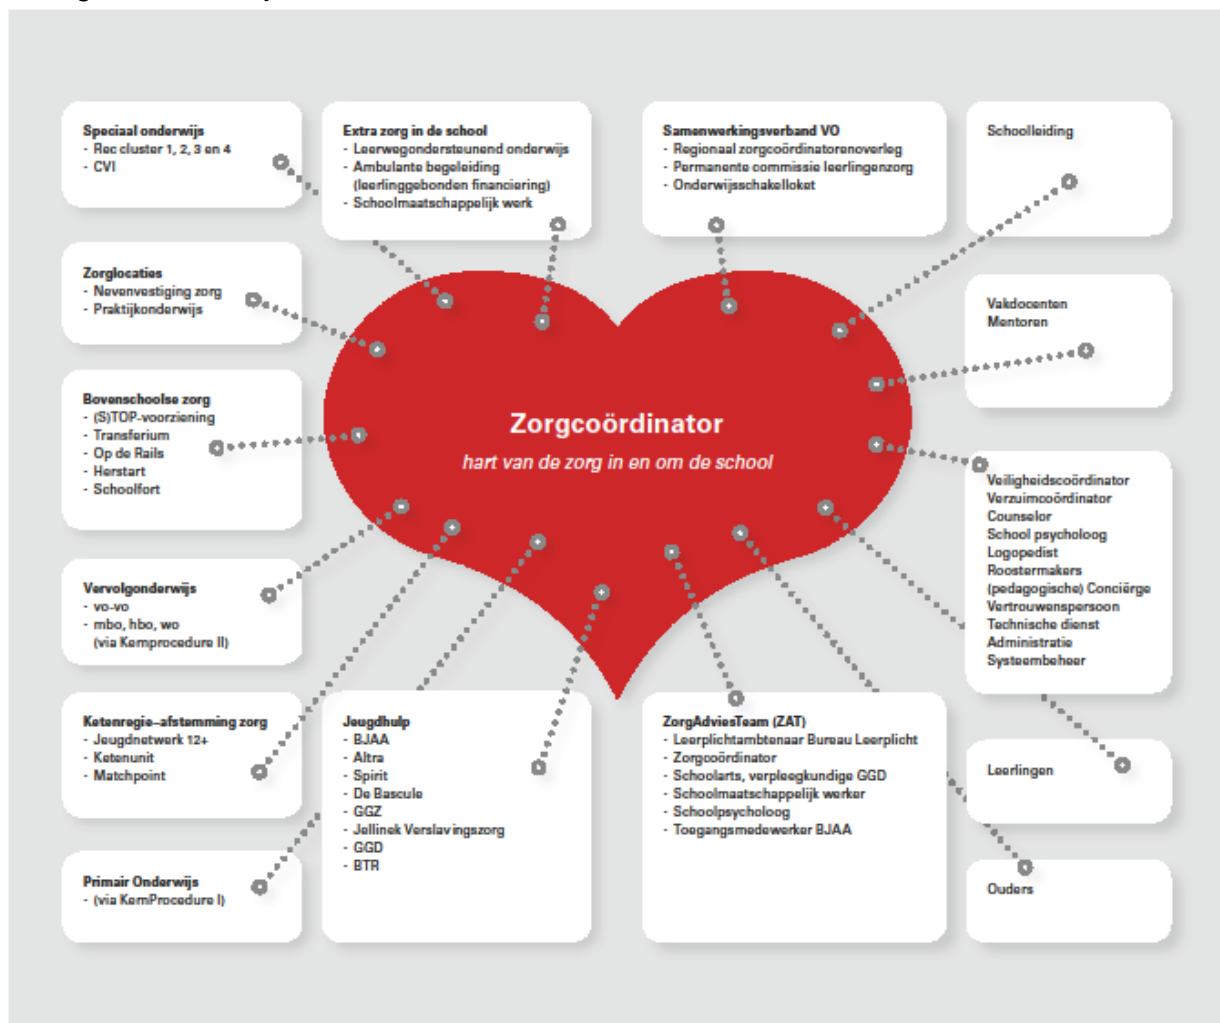 Speciaal onderwijs
- Rec cluster 1, 2, 3 en 4
- CVI
Extra zorg in de school
- Leerwegondersteunend onderwijs
- Ambulante begeleiding
(leerlinggebonden financiering)
- Schoolmaatschappelijk werk
Samenwerkingsverband VO
- Regionaal zorgcoördinatorenoverleg
- Permanente commissie leerlingenzorg
- Onderwijsschakelloket
Schoolleiding
Zorglocaties
- Nevenvestiging zorg
- Praktijkonderwijs
Vakdocenten
Mentoren
Bovenschoolse zorg
- (S)TOP-voorziening
- Transferium
- Op de Rails
- Herstart
- Schoolfort
Zorgcoördinator
hart van de zorg in en om de school
Veiligheidscoördinator
Verzuimcoördinator
Counselor
School psycholoog
Logopedist
Roostermakers
(pedagogische) Conciërge
Vertrouwenspersoon
Technische dienst
Administratie
Systeembeheer
Vervolgonderwijs
- vo-vo
- mbo, hbo, wo
(via Kernprocedure II)
Ketenregie–afstemming zorg
- Jeugdnetwerk 12+
- Ketenunit
- Matchpoint
Jeugdhulp
- BJAA
- Altra
- Spirit
- De Bascule
- GGZ
- Jellinek Verslavingszorg
- GGD
- BTR
ZorgAdviesTeam (ZAT)
- Leerplichtambtenaar Bureau Leerplicht
- Zorgcoördinator
- Schoolarts, verpleegkundige GGD
- Schoolmaatschappelijk werker
- Schoolpsycholoog
- Toegangsmedewerker BJAA
Leerlingen
Primair Onderwijs
- (via KernProcedure I)
Ouders